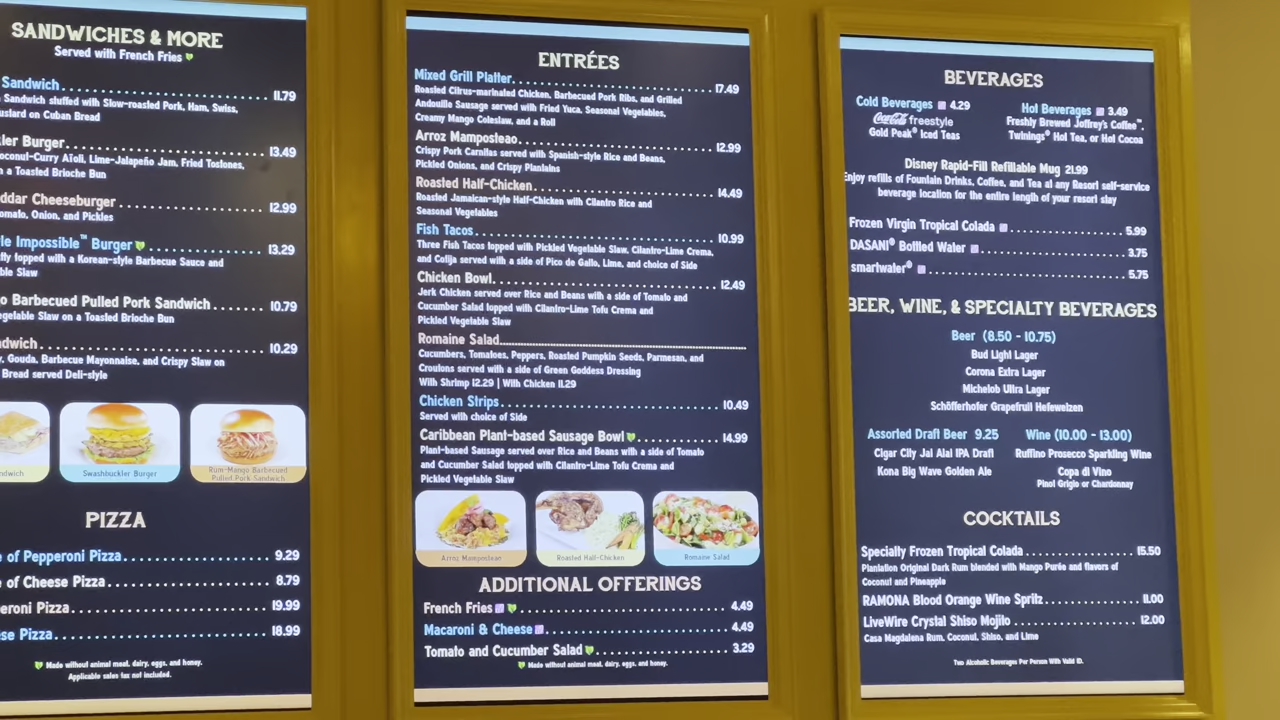 SANDWICHES & MORE
Served with French Fries
Sandwich 11.79
Sandwich stuffed with Slow-roasted Pork, Ham, Swiss,
ustard on Cuban Bread
ler Burger 13.49
oconut-Curry Aïoli, Lime-Jalapeño Jam, Fried Tostones,
n a Toasted Brioche Bun
ddar Cheeseburger 12.99
omato, Onion, and Pickles
le Impossible™ Burger 13.29
tly topped with a Korean-style Barbecue Sauce and
ble Slaw
o Barbecued Pulled Pork Sandwich 10.79
egetable Slaw on a Toasted Brioche Bun
dwich 10.29
, Gouda, Barbecue Mayonnaise, and Crispy Slaw on
Bread served Deli-style
ndwich
Swashbuckler Burger
Rum-Mango Barbecued
Pulled Pork Sandwich
PIZZA
e of Pepperoni Pizza 9.29
e of Cheese Pizza 8.79
eroni Pizza 19.99
ese Pizza 18.99
Made without animal meat, dairy, eggs, and honey.
Applicable sales tax not included.
ENTRÉES
Mixed Grill Platter 17.49
Roasted Citrus-marinated Chicken, Barbecued Pork Ribs, and Grilled
Andouille Sausage served with Fried Yuca, Seasonal Vegetables,
Creamy Mango Coleslaw, and a Roll
Arroz Mamposteao 12.99
Crispy Pork Carnitas served with Spanish-style Rice and Beans,
Pickled Onions, and Crispy Plantains
Roasted Half-Chicken 14.49
Roasted Jamaican-style Half-Chicken with Cilantro Rice and
Seasonal Vegetables
Fish Tacos 10.99
Three Fish Tacos topped with Pickled Vegetable Slaw, Cilantro-Lime Crema,
and Cotija served with a side of Pico de Gallo, Lime, and choice of Side
Chicken Bowl 12.49
Jerk Chicken served over Rice and Beans with a side of Tomato and
Cucumber Salad topped with Cilantro-Lime Tofu Crema and
Pickled Vegetable Slaw
Romaine Salad
Cucumbers, Tomatoes, Peppers, Roasted Pumpkin Seeds, Parmesan, and
Croutons served with a side of Green Goddess Dressing
With Shrimp 12.29 | With Chicken 11.29
Chicken Strips 10.49
Served with choice of Side
Caribbean Plant-based Sausage Bowl 14.99
Plant-based Sausage served over Rice and Beans with a side of Tomato
and Cucumber Salad topped with Cilantro-Lime Tofu Crema and
Pickled Vegetable Slaw
Arroz Mamposteao
Roasted Half-Chicken
Romaine Salad
ADDITIONAL OFFERINGS
French Fries 4.49
Macaroni & Cheese 4.49
Tomato and Cucumber Salad 3.29
Made without animal meat, dairy, eggs, and honey.
BEVERAGES
Cold Beverages 4.29
Coca-Cola freestyle
Gold Peak® Iced Teas
Hot Beverages 3.49
Freshly Brewed Joffrey's Coffee™,
Twinings® Hot Tea, or Hot Cocoa
Disney Rapid-Fill Refillable Mug 21.99
Enjoy refills of Fountain Drinks, Coffee, and Tea at any Resort self-service
beverage location for the entire length of your resort stay
Frozen Virgin Tropical Colada 5.99
DASANI® Bottled Water 3.75
smartwater® 5.75
BEER, WINE, & SPECIALTY BEVERAGES
Beer (8.50 - 10.75)
Bud Light Lager
Corona Extra Lager
Michelob Ultra Lager
Schöfferhofer Grapefruit Hefeweizen
Assorted Draft Beer 9.25
Cigar City Jai Alai IPA Draft
Kona Big Wave Golden Ale
Wine (10.00 - 13.00)
Ruffino Prosecco Sparkling Wine
Copa di Vino
Pinot Grigio or Chardonnay
COCKTAILS
Specialty Frozen Tropical Colada 15.50
Plantation Original Dark Rum blended with Mango Purée and flavors of
Coconut and Pineapple
RAMONA Blood Orange Wine Spritz 11.00
LiveWire Crystal Shiso Mojito 12.00
Casa Magdalena Rum, Coconut, Shiso, and Lime
Two Alcoholic Beverages Per Person With Valid ID.